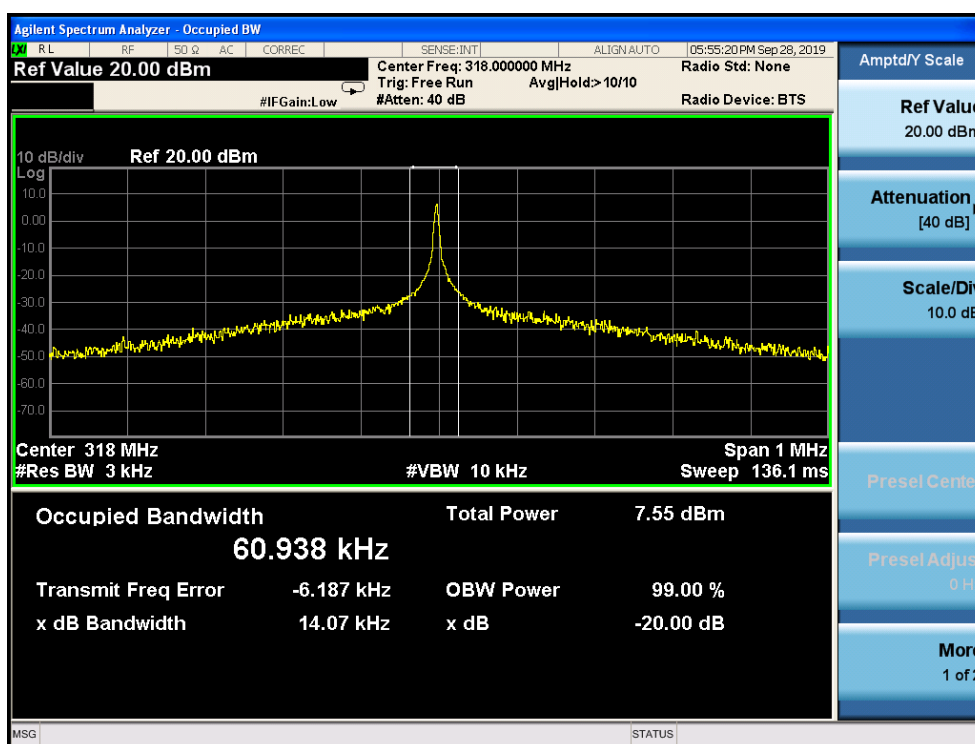 Agilent Spectrum Analyzer - Occupied BW
LXI RL RF 50 Ω AC CORREC SENSE:INT ALIGN AUTO 05:55:20 PM Sep 28, 2019
Ref Value 20.00 dBm
Center Freq: 318.000000 MHz
Radio Std: None
Trig: Free Run
Avg|Hold:> 10/10
#IFGain:Low
#Atten: 40 dB
Radio Device: BTS
10 dB/div
Ref 20.00 dBm
Log
10.0
0.00
-10.0
-20.0
-30.0
-40.0
-50.0
-60.0
-70.0
Center 318 MHz
Span 1 MHz
#Res BW 3 kHz
#VBW 10 kHz
Sweep 136.1 ms
Occupied Bandwidth
60.938 kHz
Total Power 7.55 dBm
Transmit Freq Error -6.187 kHz
OBW Power 99.00 %
x dB Bandwidth 14.07 kHz
x dB -20.00 dB
Amptd/Y Scale
Ref Value
20.00 dBm
Attenuation
[40 dB]
Scale/Div
10.0 dB
Presel Center
Presel Adjust
0 H
More
1 of 2
MSG
STATUS